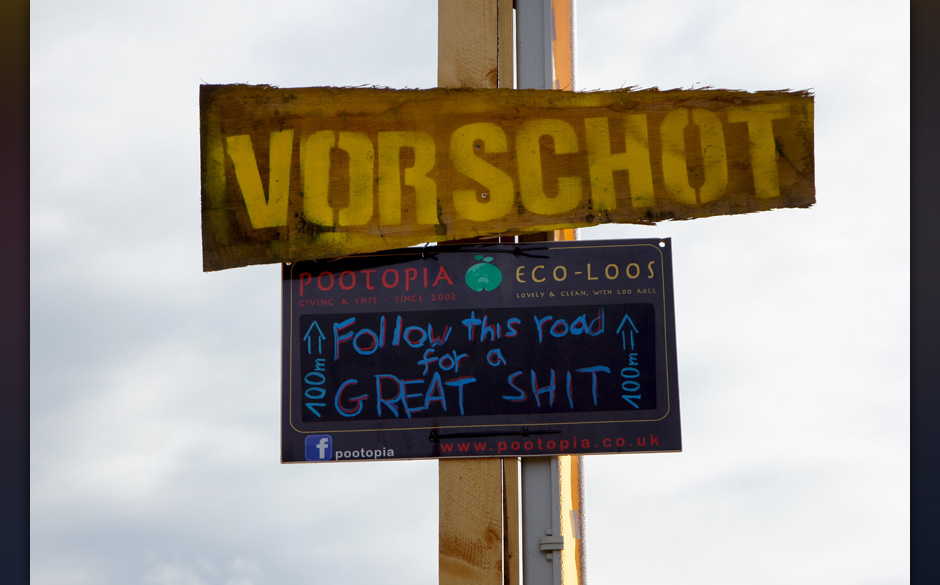 VORSCHOT
POOTOPIA ECO-LOOS
GIVING A SHIT - SINCE 2002 LOVELY & CLEAN, WITH LOO ROLL
Follow this road
for a
GREAT SHIT
100m
100m
f pootopia
www.pootopia.co.uk